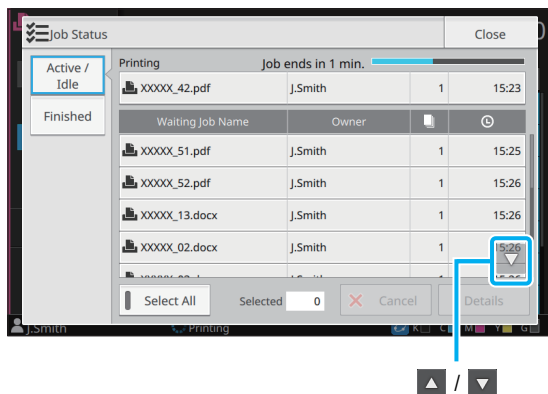 Job Status
Close
Active / Idle
Finished
Printing Job ends in 1 min.
XXXXX_42.pdf J.Smith 1 15:23
Waiting Job Name Owner
XXXXX_51.pdf J.Smith 1 15:25
XXXXX_52.pdf J.Smith 1 15:26
XXXXX_13.docx J.Smith 1 15:26
XXXXX_02.docx J.Smith 1 15:26
Select All Selected 0 Cancel Details
J.Smith Printing K C M Y G
/